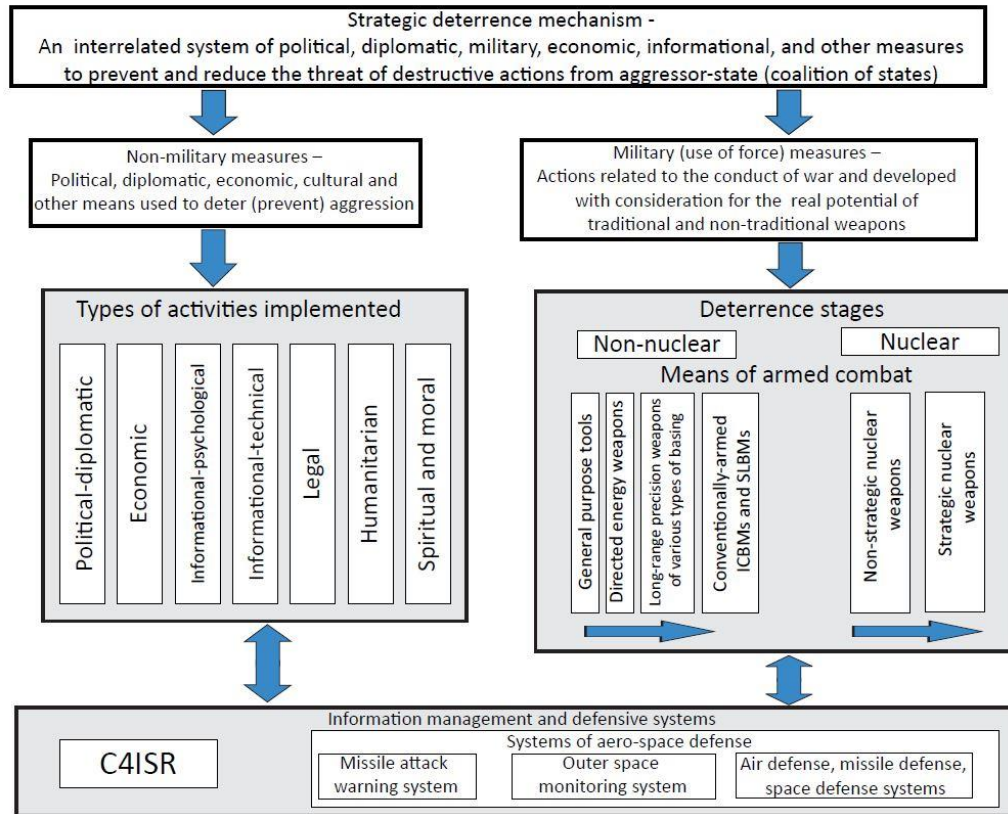 Strategic deterrence mechanism -
An interrelated system of political, diplomatic, military, economic, informational, and other measures
to prevent and reduce the threat of destructive actions from aggressor-state (coalition of states)
Non-military measures –
Political, diplomatic, economic, cultural and
other means used to deter (prevent) aggression
Military (use of force) measures –
Actions related to the conduct of war and developed
with consideration for the real potential of
traditional and non-traditional weapons
Types of activities implemented
Political-diplomatic
Economic
Informational-psychological
Informational-technical
Legal
Humanitarian
Spiritual and moral
Deterrence stages
Non-nuclear
Nuclear
Means of armed combat
General purpose tools
Directed energy weapons
Long-range precision weapons
of various types of basing
Conventionally-armed
ICBMs and SLBMs
Non-strategic nuclear
weapons
Strategic nuclear
weapons
Information management and defensive systems
C4ISR
Systems of aero-space defense
Missile attack
warning system
Outer space
monitoring system
Air defense, missile defense,
space defense systems